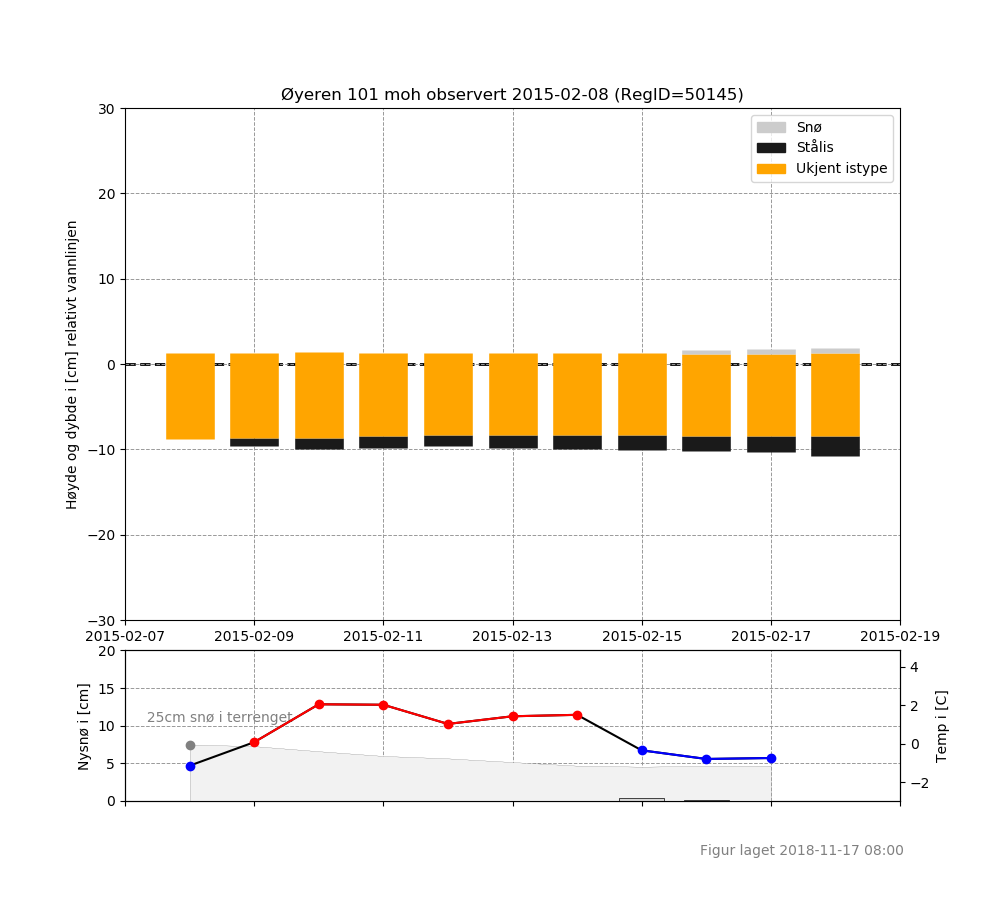 Øyeren 101 moh observert 2015-02-08 (RegID=50145)
30
20
10
0
−10
−20
−30
Høyde og dybde i [cm] relativt vannlinjen
Snø
Stålis
Ukjent istype
2015-02-07 2015-02-09 2015-02-11 2015-02-13 2015-02-15 2015-02-17 2015-02-19
20
15
10
5
0
Nysnø i [cm]
25cm snø i terrenget
4
2
0
−2
Temp i [C]
Figur laget 2018-11-17 08:00